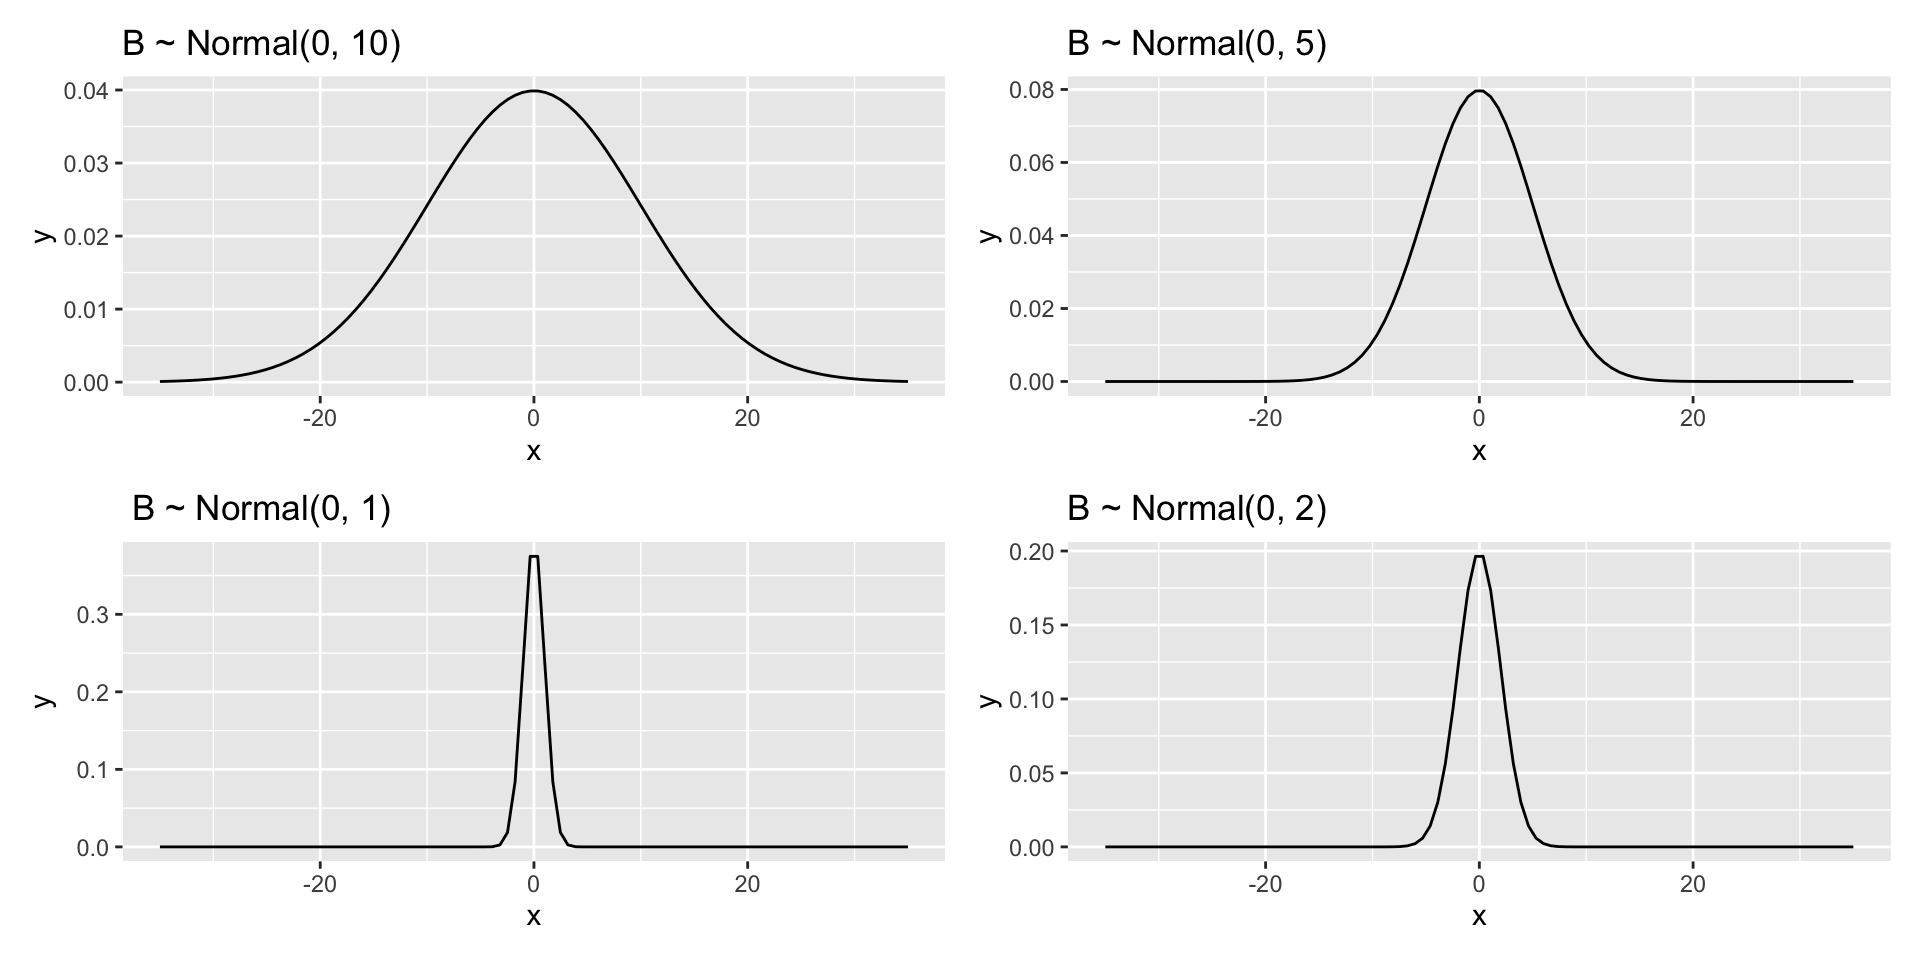 B ~ Normal(0, 10)
0.04
0.03
0.02
0.01
0.00
y
-20 0 20
x
B ~ Normal(0, 5)
0.08
0.06
0.04
0.02
0.00
y
-20 0 20
x
B ~ Normal(0, 1)
0.3
0.2
0.1
0.0
y
-20 0 20
x
B ~ Normal(0, 2)
0.20
0.15
0.10
0.05
0.00
y
-20 0 20
x